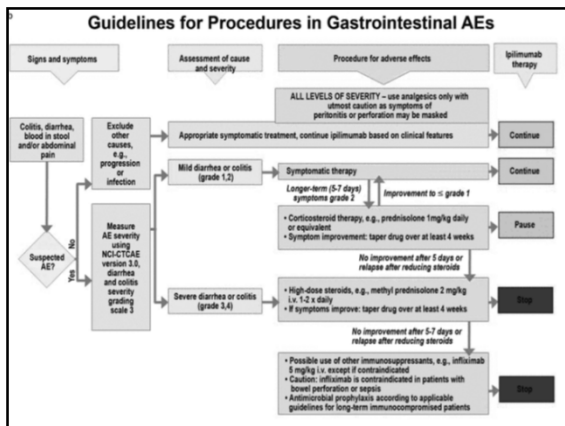 Guidelines for Procedures in Gastrointestinal AEs
Signs and symptoms
Assessment of cause
and severity
Procedure for adverse effects
Ipilimumab
therapy
ALL LEVELS OF SEVERITY – use analgesics only with
utmost caution as symptoms of
peritonitis or perforation may be masked
Colitis, diarrhea,
blood in stool
and/or abdominal
pain
Exclude
other
causes,
e.g.,
progression
or
infection
Appropriate symptomatic treatment, continue ipilimumab based on clinical features
Continue
Mild diarrhea or colitis
(grade 1,2)
Symptomatic therapy
Continue
Longer-term (5-7 days)
symptoms grade 2
Improvement to ≤ grade 1
Suspected
AE?
No
Yes
Measure
AE severity
using
NCI-CTCAE
version 3.0,
diarrhea
and colitis
severity
grading
scale 3
• Corticosteroid therapy, e.g., prednisolone 1mg/kg daily
or equivalent
• Symptom improvement: taper drug over at least 4 weeks
Pause
No improvement after 5 days or
relapse after reducing steroids
Severe diarrhea or colitis
(grade 3,4)
• High-dose steroids, e.g., methyl prednisolone 2 mg/kg
i.v. 1-2 x daily
• If symptoms improve: taper drug over at least 4 weeks
Stop
No improvement after 5-7 days or
relapse after reducing steroids
• Possible use of other immunosuppressants, e.g., infliximab
5 mg/kg i.v. except if contraindicated
• Caution: infliximab is contraindicated in patients with
bowel perforation or sepsis
• Antimicrobial prophylaxis according to applicable
guidelines for long-term immunocompromised patients
Stop